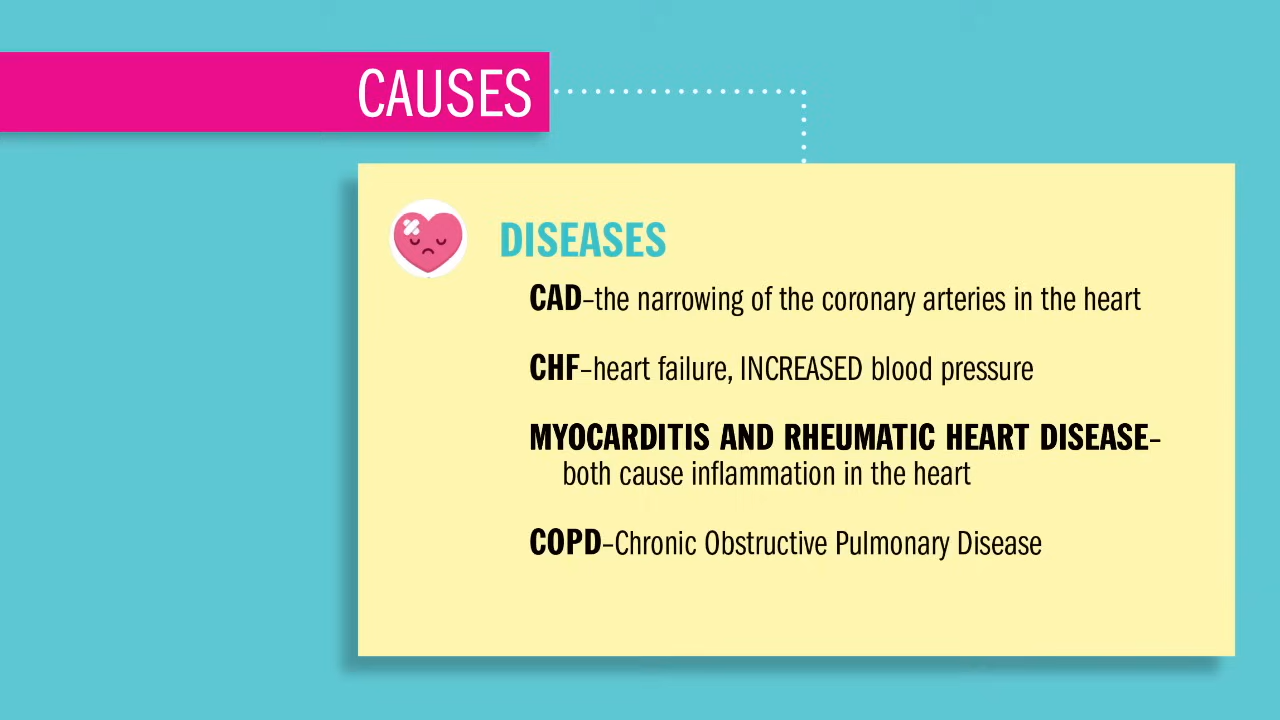 CAUSES
DISEASES
CAD–the narrowing of the coronary arteries in the heart
CHF–heart failure, INCREASED blood pressure
MYOCARDITIS AND RHEUMATIC HEART DISEASE–
both cause inflammation in the heart
COPD–Chronic Obstructive Pulmonary Disease